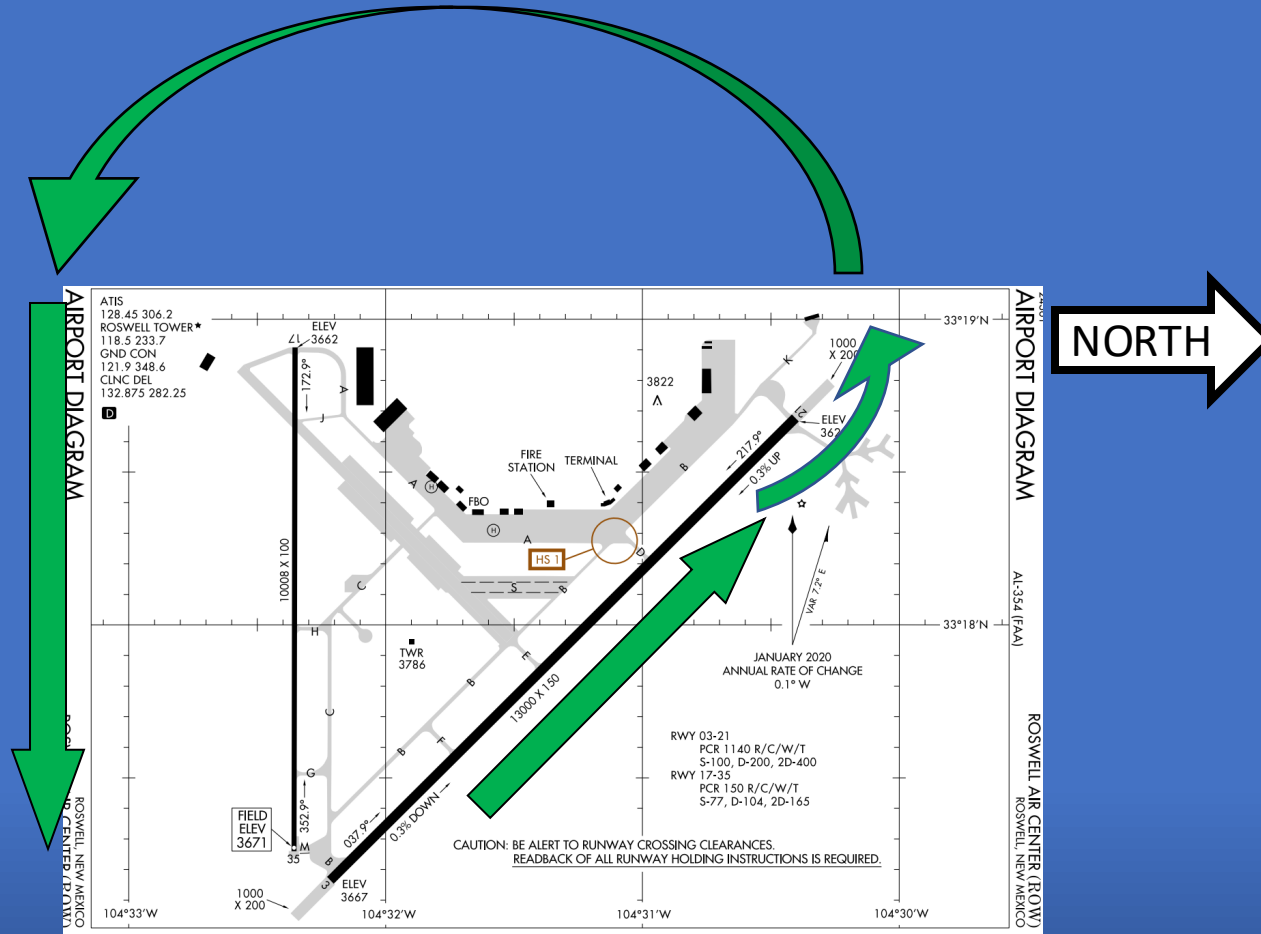 NORTH
AIRPORT DIAGRAM
AIRPORT DIAGRAM
ATIS
128.45 306.2
ROSWELL TOWER★
118.5 233.7
GND CON
121.9 348.6
CLNC DEL
132.875 282.25
D
17
ELEV
3662
172.9°
A
J
10008 X 100
33°19'N
1000
X 200
K
3822
21
ELEV
217.9°
0.3% UP
B
FIRE
STATION
TERMINAL
FBO
H
H
A
A
HS 1
D
S
B
C
H
TWR
3786
E
B
13000 X 150
33°18'N
VAR 7.2° E
JANUARY 2020
ANNUAL RATE OF CHANGE
0.1° W
AL-354 (FAA)
C
B
F
G
RWY 03-21
PCR 1140 R/C/W/T
S-100, D-200, 2D-400
RWY 17-35
PCR 150 R/C/W/T
S-77, D-104, 2D-165
352.9°
037.9°
0.3% DOWN
FIELD
ELEV
3671
M
35
B
3
ELEV
3667
1000
X 200
CAUTION: BE ALERT TO RUNWAY CROSSING CLEARANCES.
READBACK OF ALL RUNWAY HOLDING INSTRUCTIONS IS REQUIRED.
104°33'W
104°32'W
104°31'W
104°30'W
ROSWELL AIR CENTER (ROW)
ROSWELL, NEW MEXICO
CENTER (ROW)
ROSWELL, NEW MEXICO